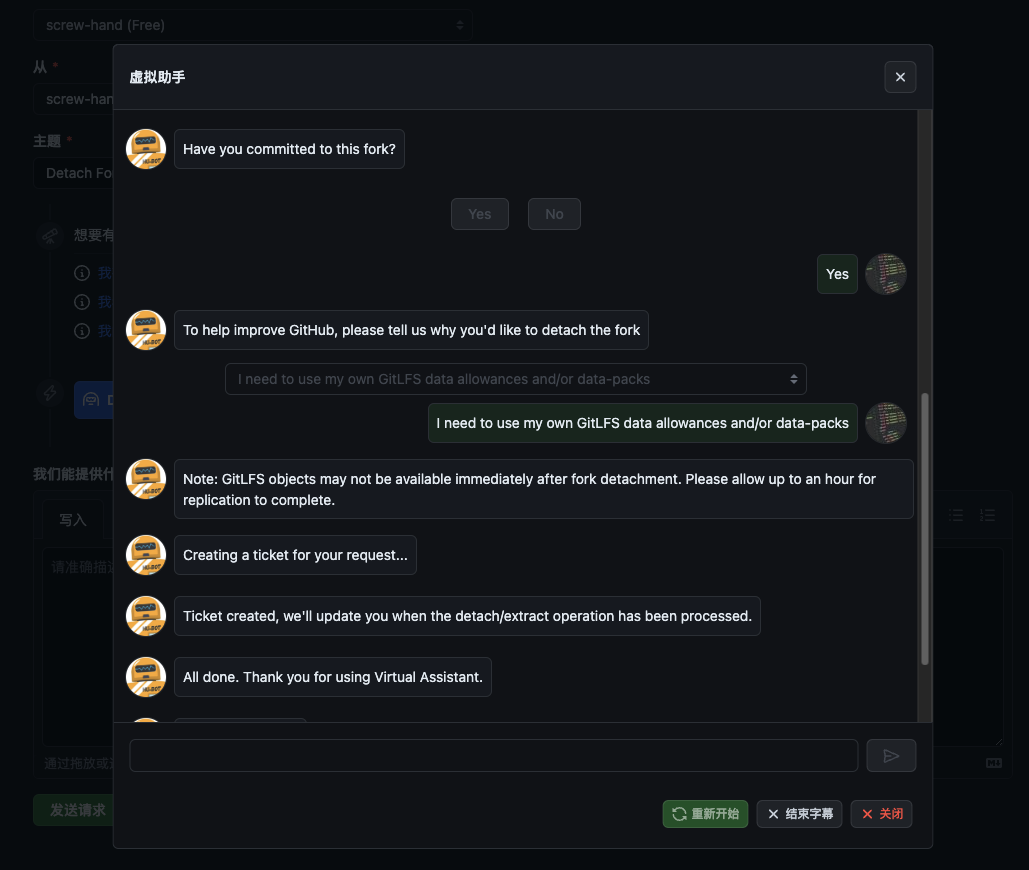 screw-hand (Free)
从 *
虚拟助手
screw-han
主题 *
Have you committed to this fork?
Detach Fo
Yes
No
想要有
Yes
我
我
我
To help improve GitHub, please tell us why you'd like to detach the fork
I need to use my own GitLFS data allowances and/or data-packs
D
I need to use my own GitLFS data allowances and/or data-packs
我们能提供什
Note: GitLFS objects may not be available immediately after fork detachment. Please allow up to an hour for
replication to complete.
写入
Creating a ticket for your request...
请准确描述
Ticket created, we'll update you when the detach/extract operation has been processed.
All done. Thank you for using Virtual Assistant.
通过拖放或
发送请求
重新开始
结束字幕
关闭